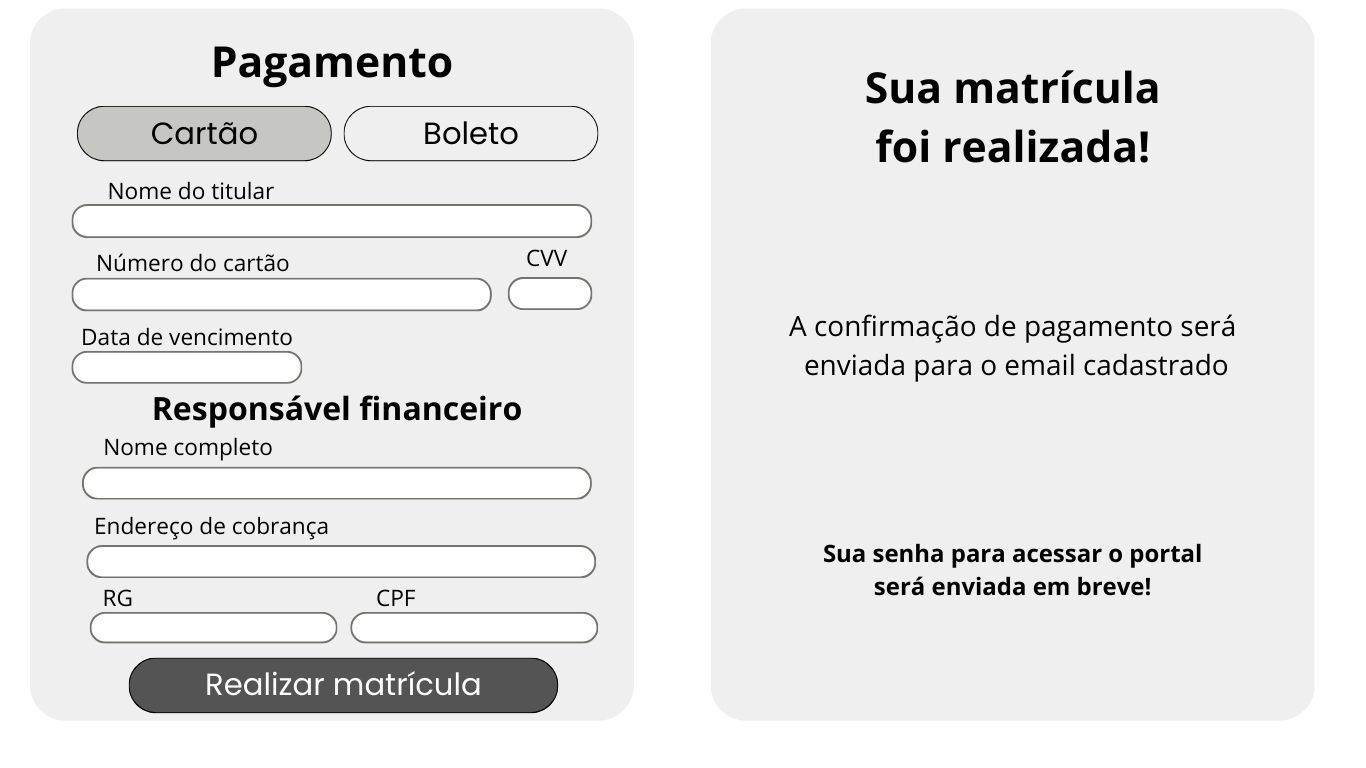 Pagamento
Cartão
Boleto
Nome do titular
Número do cartão
CVV
Data de vencimento
Responsável financeiro
Nome completo
Endereço de cobrança
RG
CPF
Realizar matrícula
Sua matrícula
foi realizada!
A confirmação de pagamento será
enviada para o email cadastrado
Sua senha para acessar o portal
será enviada em breve!